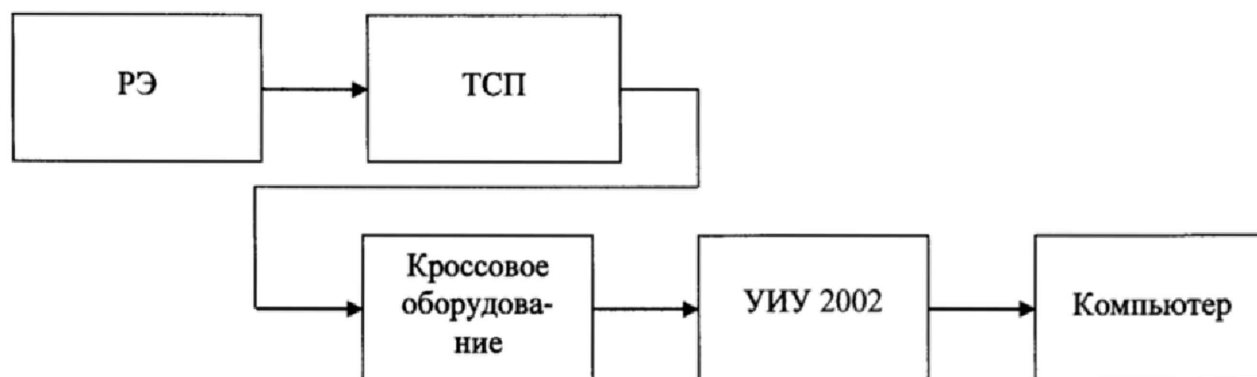 РЭ
ТСП
Кроссовое
оборудова-
ние
УИУ 2002
Компьютер